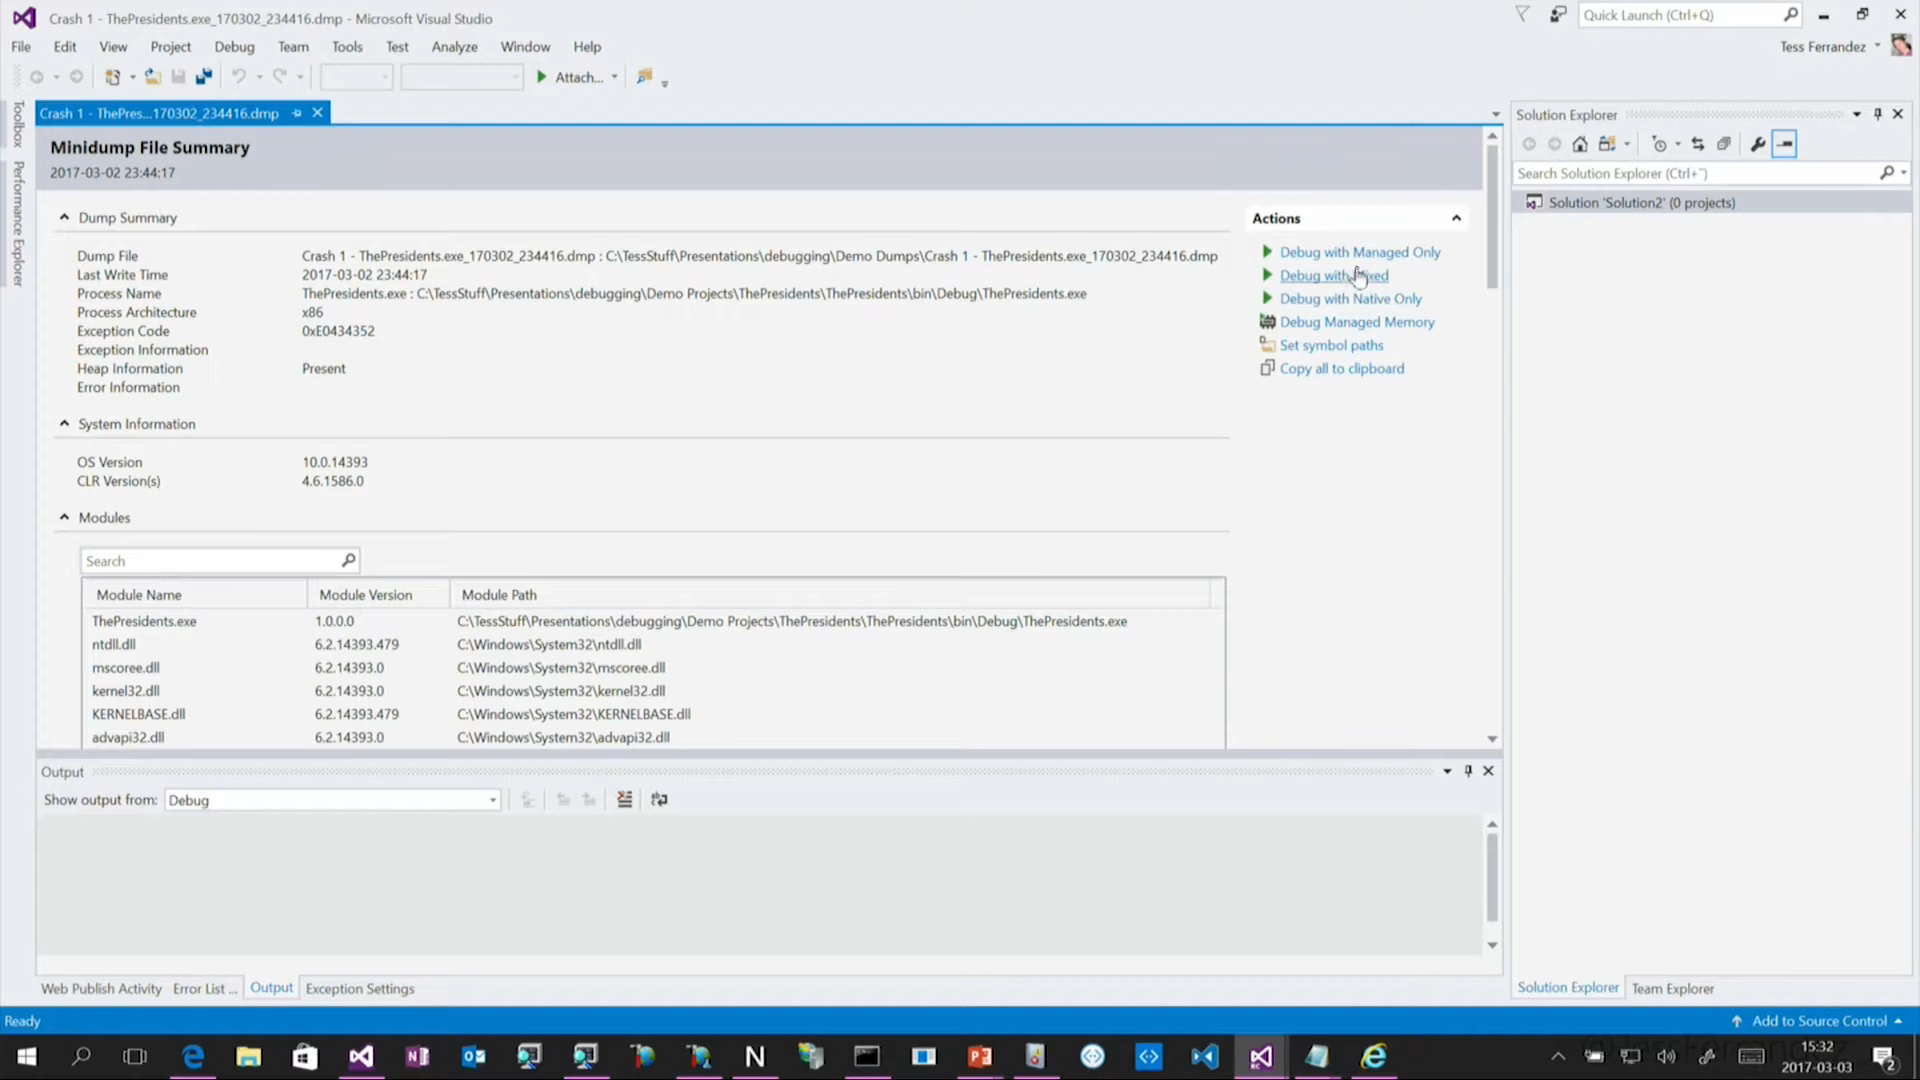 Crash 1 - ThePresidents.exe_170302_234416.dmp - Microsoft Visual Studio
Quick Launch (Ctrl+Q)
File Edit View Project Debug Team Tools Test Analyze Window Help
Tess Ferrandez
Attach...
Toolbox
Performance Explorer
Crash 1 - ThePres...170302_234416.dmp
Minidump File Summary
2017-03-02 23:44:17
Dump Summary
Dump File Crash 1 - ThePresidents.exe_170302_234416.dmp : C:\TessStuff\Presentations\debugging\Demo Dumps\Crash 1 - ThePresidents.exe_170302_234416.dmp
Last Write Time 2017-03-02 23:44:17
Process Name ThePresidents.exe : C:\TessStuff\Presentations\debugging\Demo Projects\ThePresidents\ThePresidents\bin\Debug\ThePresidents.exe
Process Architecture x86
Exception Code 0xE0434352
Exception Information
Heap Information Present
Error Information
System Information
OS Version 10.0.14393
CLR Version(s) 4.6.1586.0
Modules
Search
Module Name Module Version Module Path
ThePresidents.exe 1.0.0.0 C:\TessStuff\Presentations\debugging\Demo Projects\ThePresidents\ThePresidents\bin\Debug\ThePresidents.exe
ntdll.dll 6.2.14393.479 C:\Windows\System32\ntdll.dll
mscoree.dll 6.2.14393.0 C:\Windows\System32\mscoree.dll
kernel32.dll 6.2.14393.0 C:\Windows\System32\kernel32.dll
KERNELBASE.dll 6.2.14393.479 C:\Windows\System32\KERNELBASE.dll
advapi32.dll 6.2.14393.0 C:\Windows\System32\advapi32.dll
Actions
Debug with Managed Only
Debug with Mixed
Debug with Native Only
Debug Managed Memory
Set symbol paths
Copy all to clipboard
Solution Explorer
Search Solution Explorer (Ctrl+¨)
Solution 'Solution2' (0 projects)
Output
Show output from: Debug
Web Publish Activity Error List ... Output Exception Settings
Solution Explorer Team Explorer
Ready
Add to Source Control
15:32
2017-03-03
2